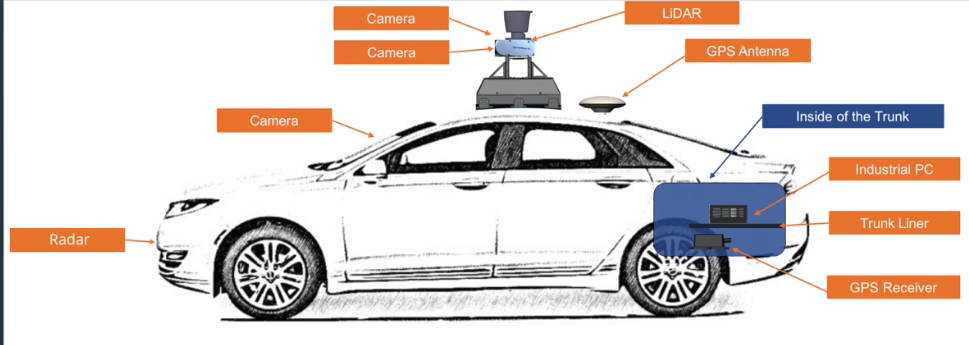 Camera
LiDAR
Camera
GPS Antenna
Camera
Inside of the Trunk
Industrial PC
Trunk Liner
Radar
GPS Receiver